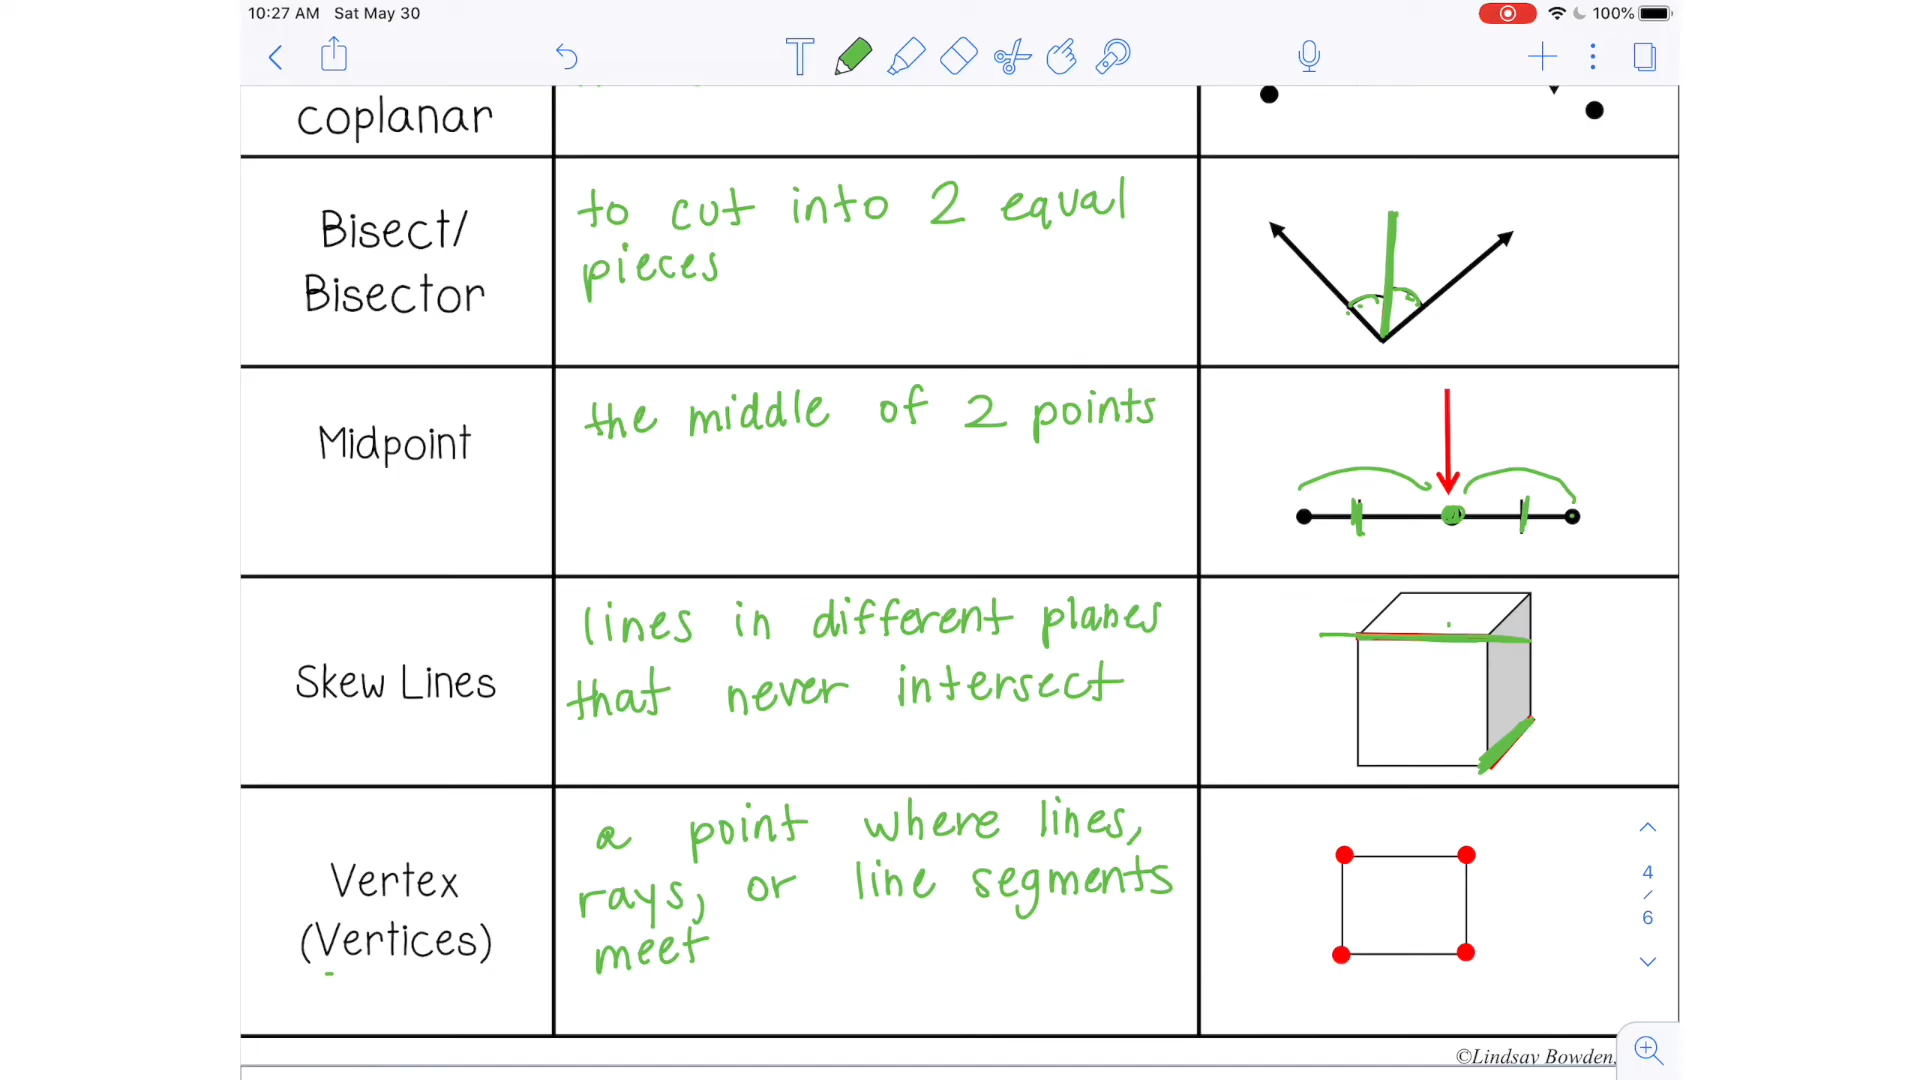 10:27 AM Sat May 30
100%
T
coplanar
Bisect/
Bisector
to cut into 2 equal
pieces
Midpoint
the middle of 2 points
Skew Lines
lines in different planes
that never intersect
Vertex
(Vertices)
a point where lines,
rays, or line segments
meet
4
/
6
©Lindsay Bowden,